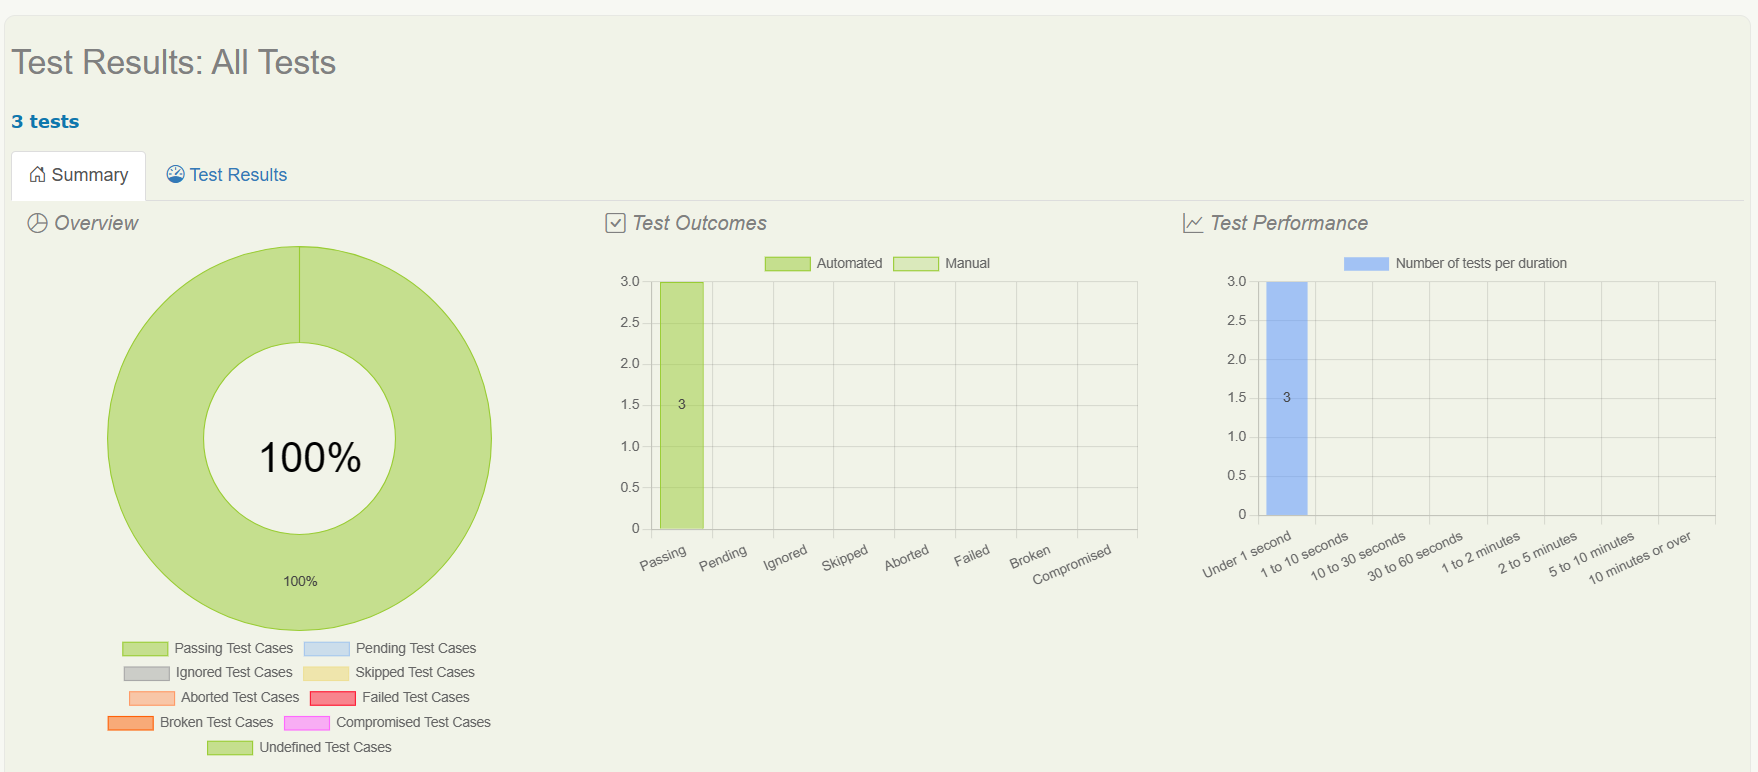 Test Results: All Tests
3 tests
Summary
Test Results
Overview
100%
100%
Passing Test Cases
Pending Test Cases
Ignored Test Cases
Skipped Test Cases
Aborted Test Cases
Failed Test Cases
Broken Test Cases
Compromised Test Cases
Undefined Test Cases
Test Outcomes
Automated
Manual
3.0
2.5
2.0
1.5
1.0
0.5
0
3
Passing
Pending
Ignored
Skipped
Aborted
Failed
Broken
Compromised
Test Performance
Number of tests per duration
3.0
2.5
2.0
1.5
1.0
0.5
0
3
Under 1 second
1 to 10 seconds
10 to 30 seconds
30 to 60 seconds
1 to 2 minutes
2 to 5 minutes
5 to 10 minutes
10 minutes or over